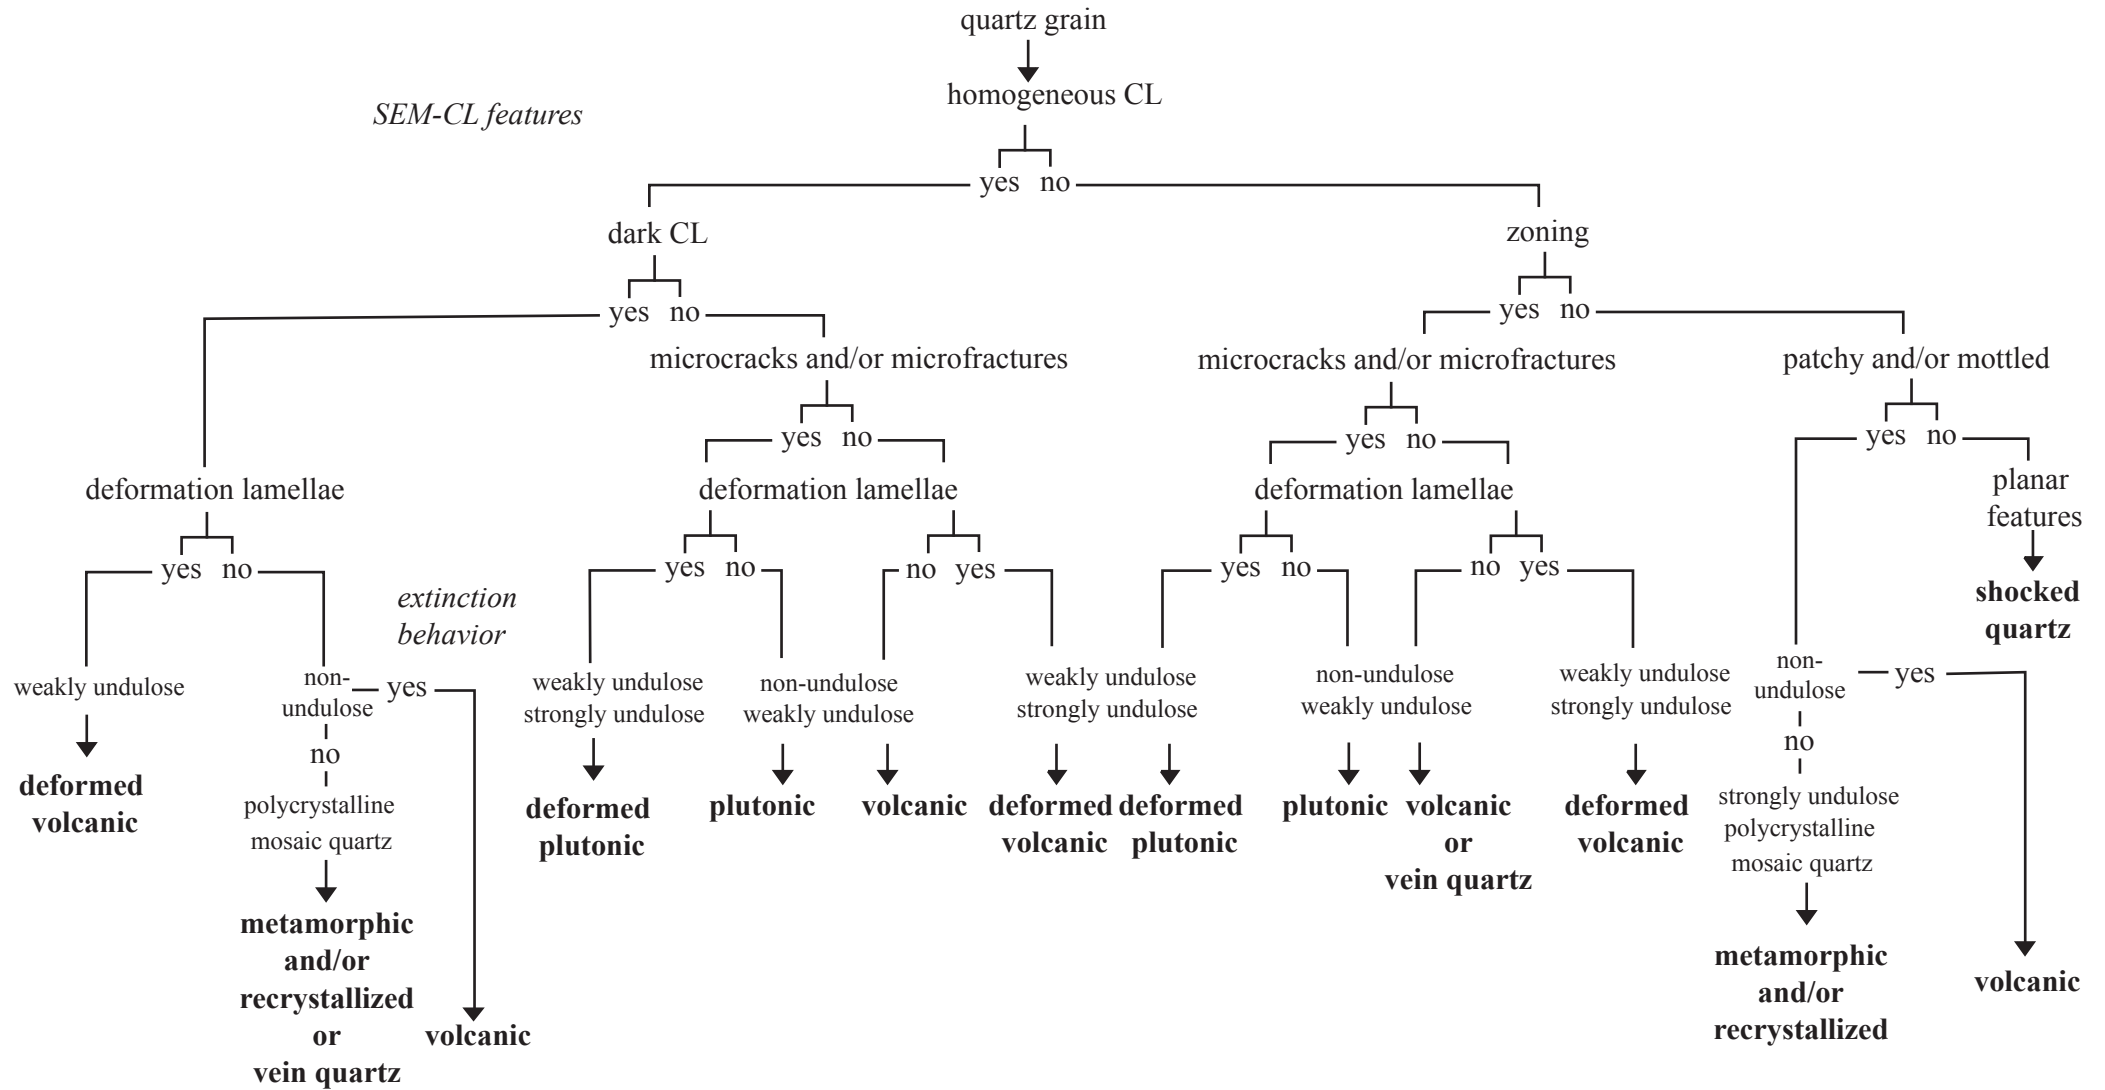 quartz grain
homogeneous CL
SEM-CL features
yes no
dark CL
zoning
yes no
yes no
microcracks and/or microfractures
microcracks and/or microfractures
patchy and/or mottled
yes no
yes no
yes no
deformation lamellae
deformation lamellae
deformation lamellae
planar
features
yes no
yes no
no yes
yes no
no yes
shocked
quartz
extinction
behavior
weakly undulose
non-
undulose
yes
weakly undulose
strongly undulose
non-undulose
weakly undulose
weakly undulose
strongly undulose
non-undulose
weakly undulose
weakly undulose
strongly undulose
non-
undulose
yes
no
no
deformed
volcanic
polycrystalline
mosaic quartz
deformed
plutonic
plutonic
volcanic
deformed
volcanic
deformed
plutonic
plutonic
volcanic
or
vein quartz
deformed
volcanic
strongly undulose
polycrystalline
mosaic quartz
metamorphic
and/or
recrystallized
or
vein quartz
volcanic
metamorphic
and/or
recrystallized
volcanic